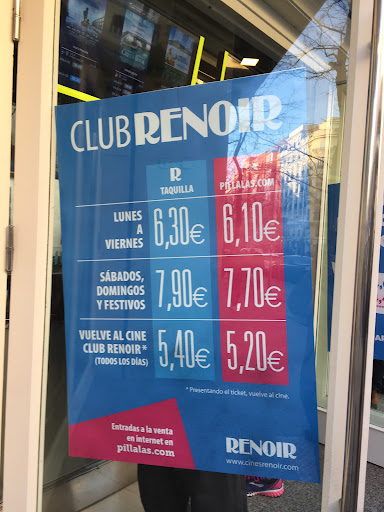 CLUB RENOIR
R
TAQUILLA
PILLALAS.COM
LUNES
A
VIERNES
6,30€
6,10€
SÁBADOS,
DOMINGOS
Y FESTIVOS
7,90€
7,70€
VUELVE AL CINE
CLUB RENOIR*
(TODOS LOS DÍAS)
5,40€
5,20€
* Presentando el ticket, vuelve al cine.
Entradas a la venta
en internet en
pillalas.com
RENOIR
www.cinesrenoir.com